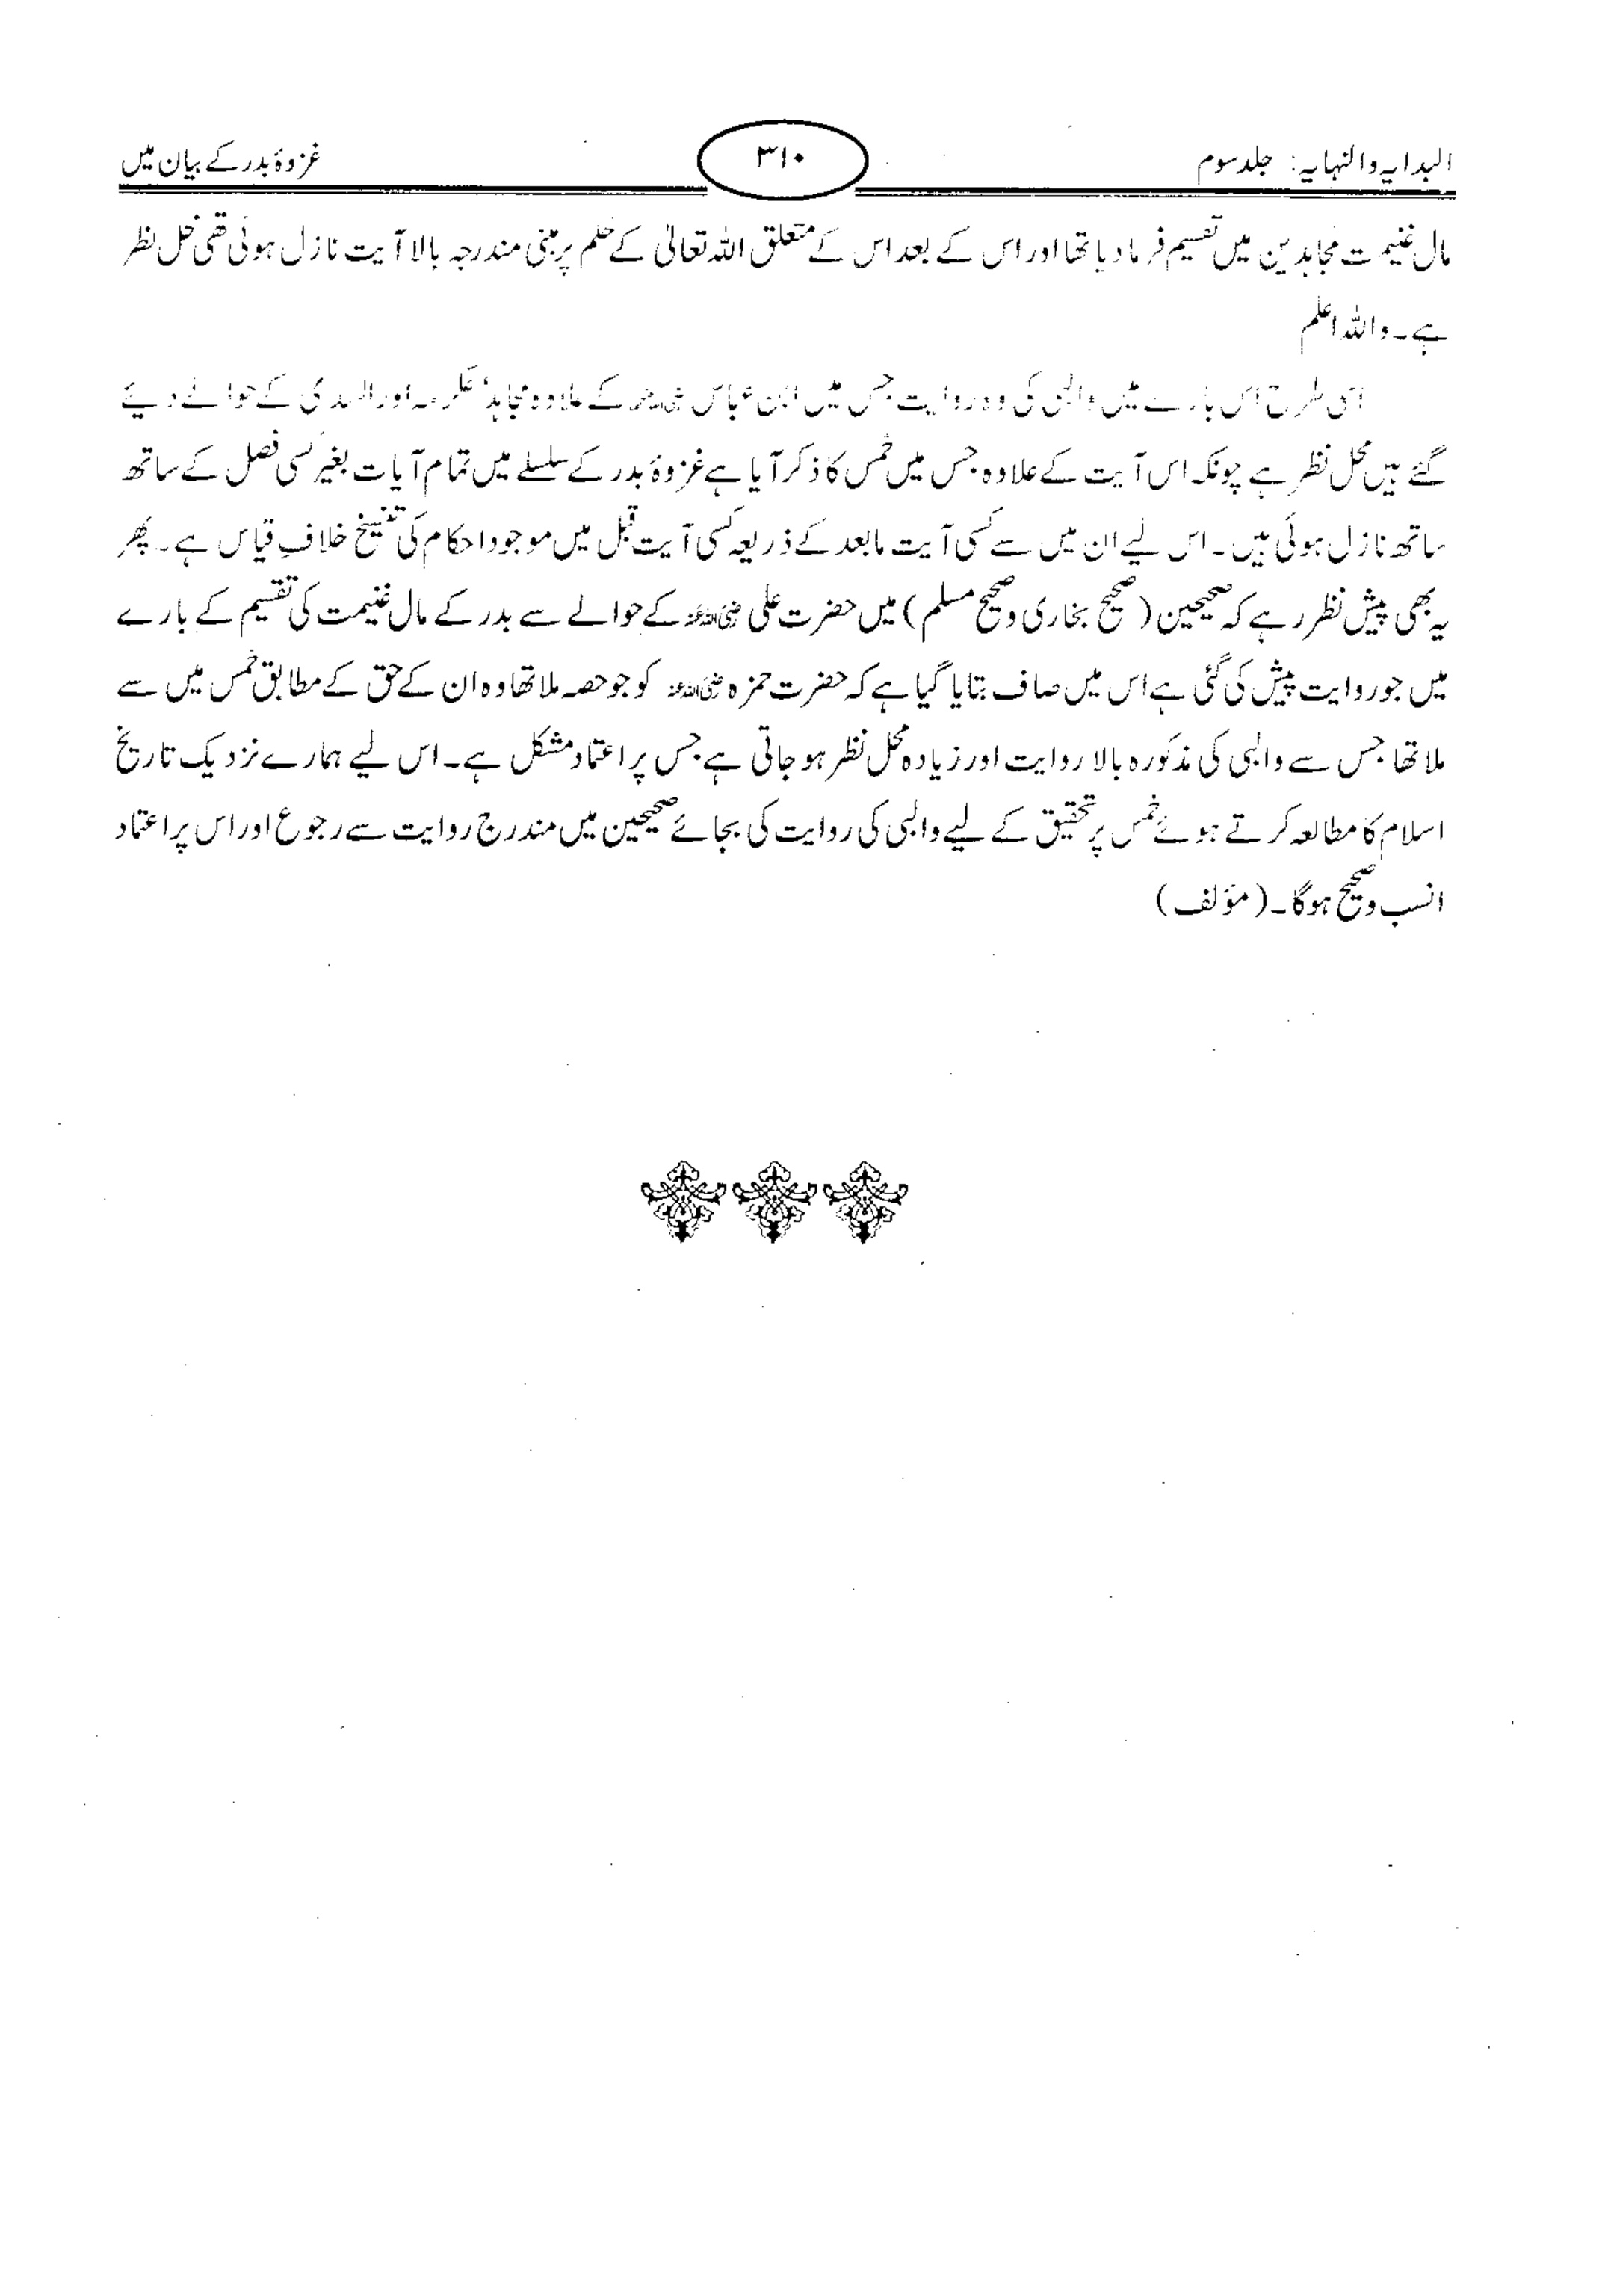 البدایہ والنہایہ: جلد سوم
۳۱۰
غزوۂ بدر کے بیان میں
مال غنیمت مجاہدین میں تقسیم فرما دیا تھا اور اس کے بعد اس کے متعلق اللہ تعالیٰ کے حکم پر مبنی مندرجہ بالا آیت نازل ہوئی تھی محل نظر
ہے۔ واللہ اعلم
اسی طرح اس بارے میں والبی کی وہ روایت جس میں ابن عباس کے علاوہ مجاہد' عکرمہ اور السدی کے حوالے دیئے
گئے ہیں محل نظر ہے چونکہ اس آیت کے علاوہ جس میں خمس کا ذکر آیا ہے غزوۂ بدر کے سلسلے میں تمام آیات بغیر کسی فصل کے ساتھ
ساتھ نازل ہوئی ہیں۔ اس لیے ان میں سے کسی آیت مابعد کے ذریعہ کسی آیت قبل میں موجود احکام کی تنسیخ خلافِ قیاس ہے۔ پھر
یہ بھی پیش نظر رہے کہ صحیحین (صحیح بخاری و صحیح مسلم) میں حضرت علی رضی اللہ عنہ کے حوالے سے بدر کے مال غنیمت کی تقسیم کے بارے
میں جو روایت پیش کی گئی ہے اس میں صاف بتایا گیا ہے کہ حضرت حمزہ رضی اللہ عنہ کو جو حصہ ملا تھا وہ ان کے حق کے مطابق خمس میں سے
ملا تھا جس سے والبی کی مذکورہ بالا روایت اور زیادہ محل نظر ہو جاتی ہے جس پر اعتماد مشکل ہے۔ اس لیے ہمارے نزدیک تاریخ
اسلام کا مطالعہ کرتے ہوئے خمس پر تحقیق کے لیے والبی کی روایت کی بجائے صحیحین میں مندرج روایت سے رجوع اور اس پر اعتماد
انسب و صحیح ہوگا۔ (مؤلف)